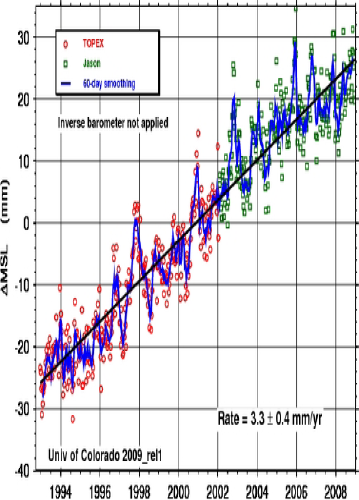 30
20
10
0
-10
-20
-30
-40
ΔMSL (mm)
TOPEX
Jason
60-day smoothing
Inverse barometer not applied
Rate = 3.3 ± 0.4 mm/yr
Univ of Colorado 2009_rel1
1994 1996 1998 2000 2002 2004 2006 2008